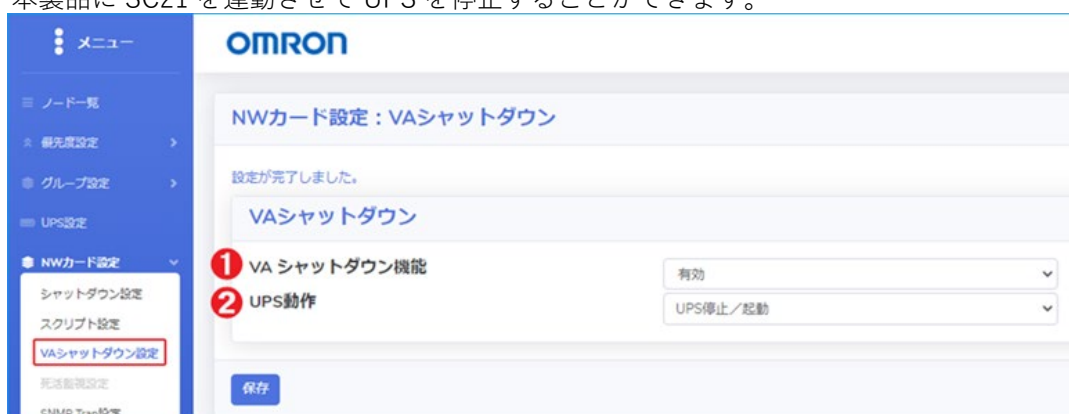 本製品に SC21 を連動させて UPS を停止することができます。
メニュー
OMRON
ノード一覧
優先度設定
グループ設定
UPS設定
NWカード設定
シャットダウン設定
スクリプト設定
VAシャットダウン設定
死活監視設定
SNMP Trap設定
NWカード設定：VAシャットダウン
設定が完了しました。
VAシャットダウン
1 VA シャットダウン機能 有効
2 UPS動作 UPS停止／起動
保存